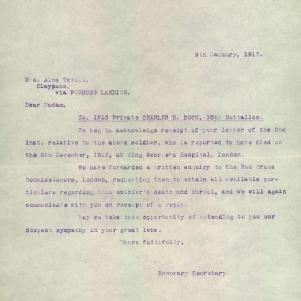 9th January, 1917.
Mrs. Alex
Claypans,
via PURNONG LANDING.
Dear Madam,
Re. 1815 Private CHARLES H. BOCK, 10th Battalion.
We beg to acknowledge receipt of your letter of the 2nd
inst. relative to the above soldier, who is reported to have died on
the 8th December, 1916, at King George's Hospital, London.
We have forwarded a written enquiry to the Red Cross
Commissioners, London, requesting them to obtain all available par-
ticulars regarding this soldier's death and burial, and we will again
communicate with you on receipt of a reply.
May we take this opportunity of extending to you our
deepest sympathy in your great loss.
Yours faithfully,
Honorary Secretary.